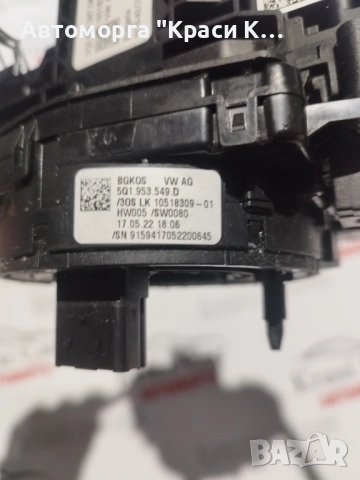 Автоморга "Краси К...
BGKOS VW AG
5Q1.953.549 D
/30S LK 10518309-01
HW005 /SW0080
17.05.22 18:06
/SN 9159417052200645
BAZAR